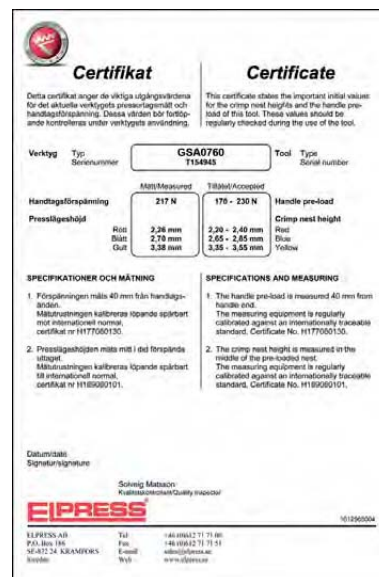 Certifikat
Certificate
Detta certifikat anger de viktiga utgångsvärdena
för det aktuella verktygets pressurtagsmått och
handtagsförspänning. Dessa värden bör fortlöp-
ande kontrolleras under verktygets användning.
This certificate states the important initial values
for the crimp nest heights and the handle pre-
load of this tool. These values should be
regularly checked during the use of the tool.
Verktyg Typ GSA0760 Tool Type
Serienummer T154945 Serial number
Mätt/Measured Tillåtet/Accepted
Handtagsförspänning 217 N 170 - 230 N Handle pre-load
Presslägeshöjd Crimp nest height
Rött 2,26 mm 2,20 - 2,40 mm Red
Blått 2,70 mm 2,65 - 2,85 mm Blue
Gult 3,38 mm 3,35 - 3,55 mm Yellow
SPECIFIKATIONER OCH MÄTNING
1. Förspänningen mäts 40 mm från handtags-
änden.
Mätutrustningen kalibreras löpande spårbart
mot internationell normal,
certifikat nr H177060130.
2. Presslägeshöjden mäts mitt i det förspända
uttaget.
Mätutrustningen kalibreras löpande spårbart
till internationell normal,
certifikat nr H189080101.
SPECIFICATIONS AND MEASURING
1. The handle pre-load is measured 40 mm from
handle end.
The measuring equipment is regularly
calibrated against an internationally traceable
standard, Certificate No. H177060130.
2. The crimp nest height is measured in the
middle of the pre-loaded nest.
The measuring equipment is regularly
calibrated against an internationally traceable
standard, Certificate No. H189080101.
Datum/date
Signatur/signature
Solveig Matsson
Kvalitetskontrollant/Quality inspector
ELPRESS
1612965004
ELPRESS AB Tel +46 (0)612 71 71 00
P.O. Box 186 Fax +46 (0)612 71 71 51
SE-872 24 KRAMFORS E-mail sales@elpress.se
Sweden Web www.elpress.se